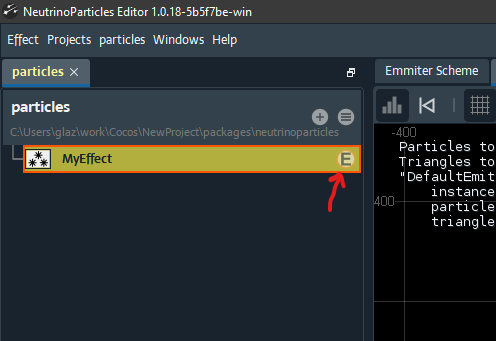 NeutrinoParticles Editor 1.0.18-5b5f7be-win
Effect Projects particles Windows Help
particles
Emmiter Scheme
particles
C:\Users\glaz\work\Cocos\NewProject\packages\neutrinoparticles
MyEffect
E
-400
Particles to
Triangles to
"DefaultEmit
instance
400
particle
triangle